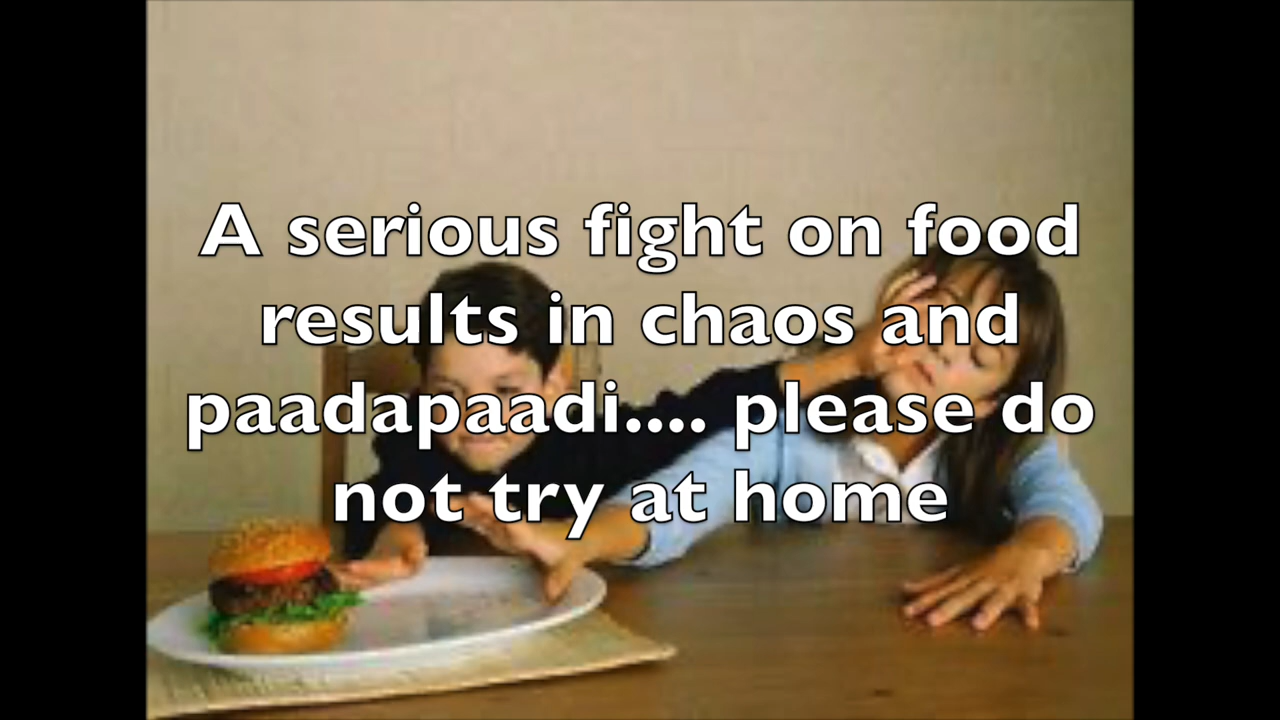 A serious fight on food
results in chaos and
paadapaadi.... please do
not try at home